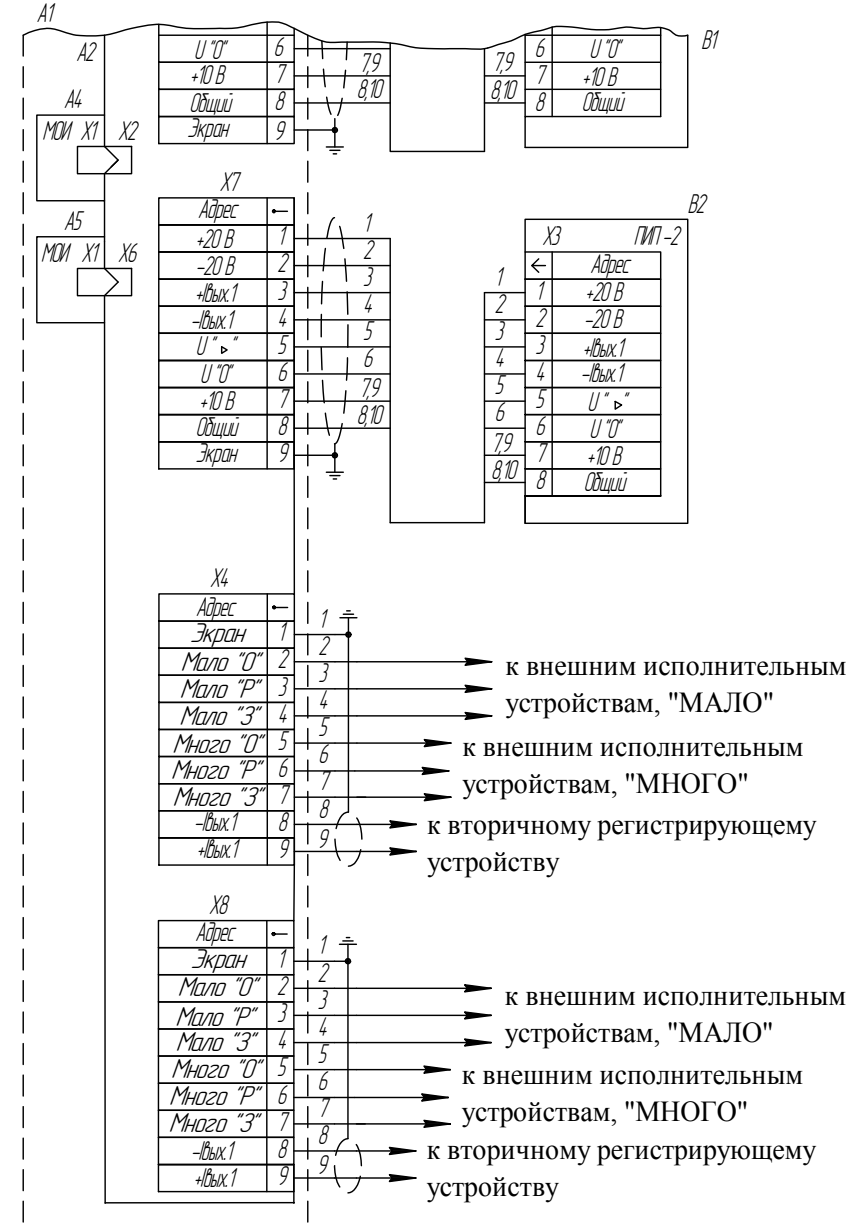 A1
A2
U "0" 6
+10 В 7
Общий 8
Экран 9
7,9
8,10
7,9
8,10
6 U "0"
7 +10 В
8 Общий
B1
A4
МОИ X1 X2
A5
МОИ X1 X6
X7
Адрес
+20 В 1
-20 В 2
+Iвых.1 3
-Iвых.1 4
U "▹" 5
U "0" 6
+10 В 7
Общий 8
Экран 9
1
2
3
4
5
6
7,9
8,10
1
2
3
4
5
6
7,9
8,10
B2
X3 ПИП -2
← Адрес
1 +20 В
2 -20 В
3 +Iвых.1
4 -Iвых.1
5 U "▹"
6 U "0"
7 +10 В
8 Общий
X4
Адрес
Экран 1
Мало "О" 2
Мало "Р" 3
Мало "З" 4
Много "О" 5
Много "Р" 6
Много "З" 7
-Iвых.1 8
+Iвых.1 9
1
2
3
4
5
6
7
8
9
к внешним исполнительным
устройствам, "МАЛО"
к внешним исполнительным
устройствам, "МНОГО"
к вторичному регистрирующему
устройству
X8
Адрес
Экран 1
Мало "О" 2
Мало "Р" 3
Мало "З" 4
Много "О" 5
Много "Р" 6
Много "З" 7
-Iвых.1 8
+Iвых.1 9
1
2
3
4
5
6
7
8
9
к внешним исполнительным
устройствам, "МАЛО"
к внешним исполнительным
устройствам, "МНОГО"
к вторичному регистрирующему
устройству